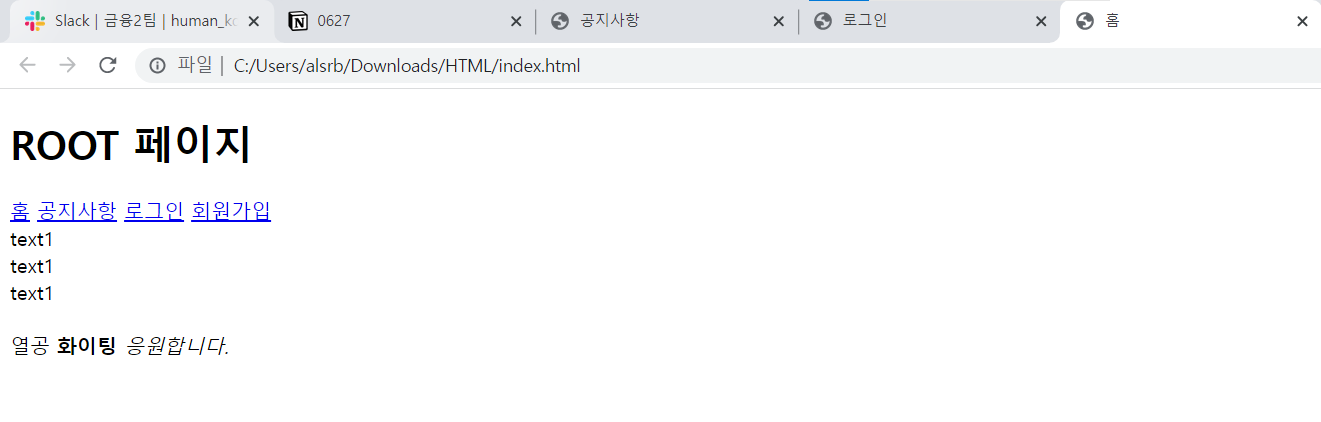 Slack | 금융2팀 | human_ko
0627
공지사항
로그인
홈
파일 | C:/Users/alsrb/Downloads/HTML/index.html
ROOT 페이지
홈 공지사항 로그인 회원가입
text1
text1
text1
열공 화이팅 응원합니다.